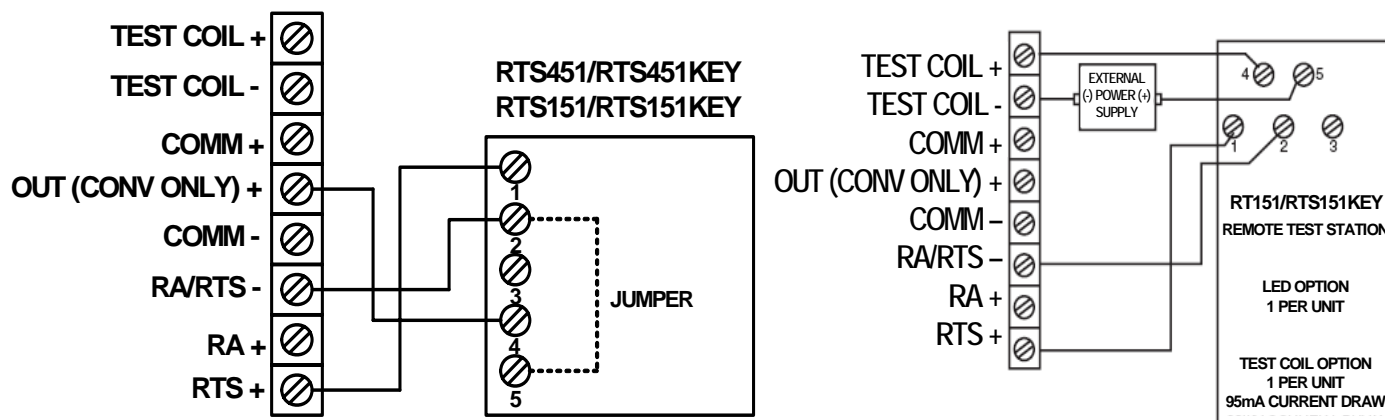 TEST COIL +
TEST COIL -
COMM +
OUT (CONV ONLY) +
COMM -
RA/RTS -
RA +
RTS +
RTS451/RTS451KEY
RTS151/RTS151KEY
1
2
3
4
5
JUMPER
TEST COIL +
TEST COIL -
COMM +
OUT (CONV ONLY) +
COMM –
RA/RTS –
RA +
RTS +
EXTERNAL
(-) POWER (+)
SUPPLY
4 5
1 2 3
RT151/RTS151KEY
REMOTE TEST STATION
LED OPTION
1 PER UNIT
TEST COIL OPTION
1 PER UNIT
95mA CURRENT DRAW